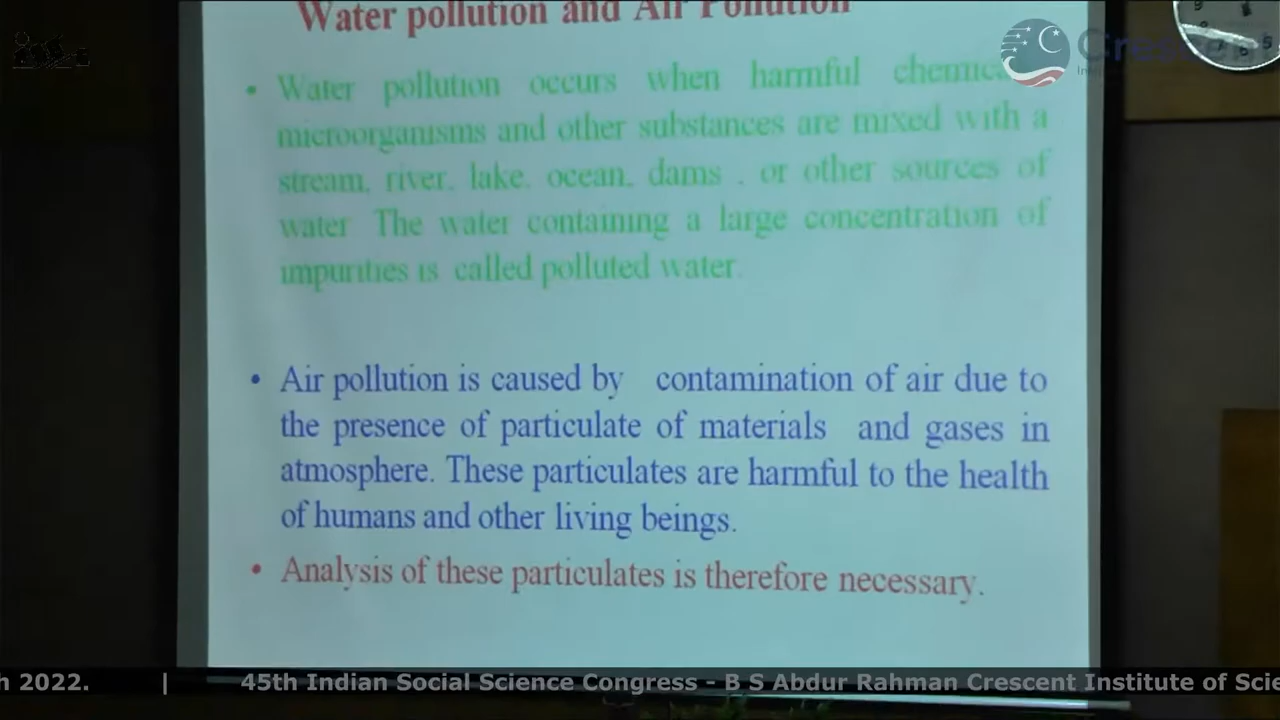 Water pollution and Air Pollution
• Water pollution occurs when harmful
microorganisms and other substances are mixed with a
stream, river, lake, ocean, dams , or other sources of
water The water containing a large concentration of
impurities is called polluted water.
• Air pollution is caused by contamination of air due to
the presence of particulate of materials and gases in
atmosphere. These particulates are harmful to the health
of humans and other living beings.
• Analysis of these particulates is therefore necessary.
Crescent
2022. | 45th Indian Social Science Congress - B S Abdur Rahman Crescent Institute of